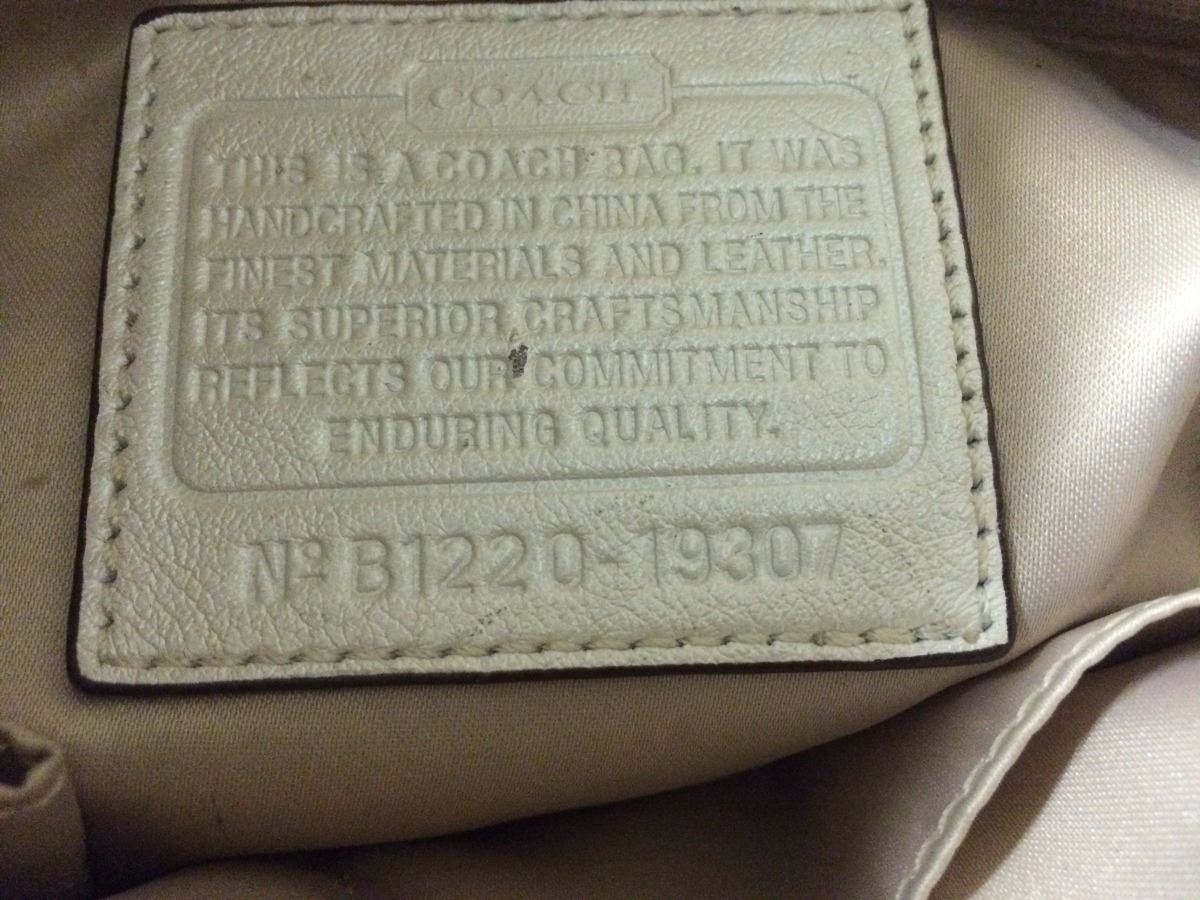 COACH
THIS IS A COACH BAG. IT WAS
HANDCRAFTED IN CHINA FROM THE
FINEST MATERIALS AND LEATHER.
ITS SUPERIOR CRAFTSMANSHIP
REFLECTS OUR COMMITMENT TO
ENDURING QUALITY.
Nº B1220-19307